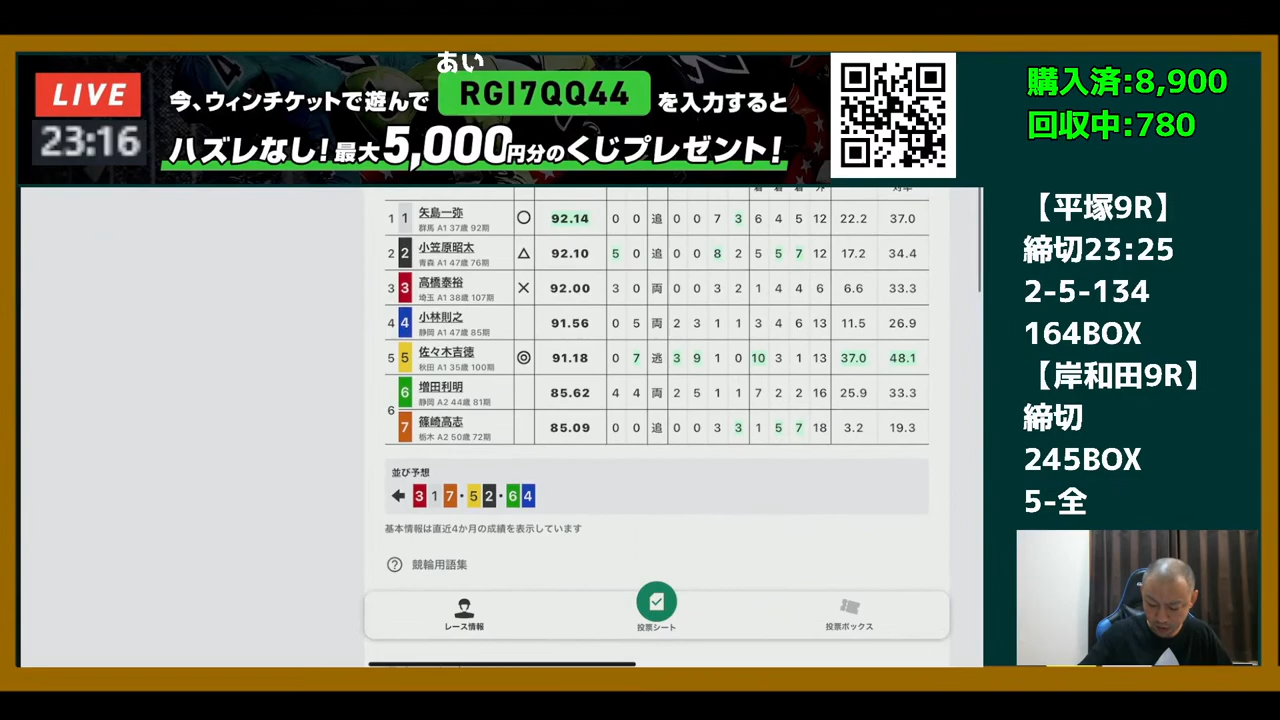 あい
LIVE
23:16
今、ウィンチケットで遊んで RGI7QQ44 を入力すると
ハズレなし!最大5,000円分のくじプレゼント!
購入済:8,900
回収中:780
1 1 矢島一弥 ○ 92.14 0 0 追 0 0 7 3 6 4 5 12 22.2 37.0
群馬 A1 37歳 92期
2 2 小笠原昭太 △ 92.10 5 0 追 0 0 8 2 5 5 7 12 17.2 34.4
青森 A1 47歳 76期
3 3 高橋泰裕 × 92.00 3 0 両 0 0 3 2 1 4 4 6 6.6 33.3
埼玉 A1 38歳 107期
4 4 小林則之 91.56 0 5 両 2 3 1 1 3 4 6 13 11.5 26.9
静岡 A1 47歳 85期
5 5 佐々木吉徳 ◎ 91.18 0 7 逃 3 9 1 0 10 3 1 13 37.0 48.1
秋田 A1 35歳 100期
6 6 増田利明 85.62 4 4 両 2 5 1 1 7 2 2 16 25.9 33.3
静岡 A2 44歳 81期
7 篠崎高志 85.09 0 0 追 0 0 3 3 1 5 7 18 3.2 19.3
栃木 A2 50歳 72期
並び予想
3 1 7・5 2・6 4
基本情報は直近4か月の成績を表示しています
? 競輪用語集
レース情報 投票シート 投票ボックス
【平塚9R】
締切23:25
2-5-134
164BOX
【岸和田9R】
締切
245BOX
5-全